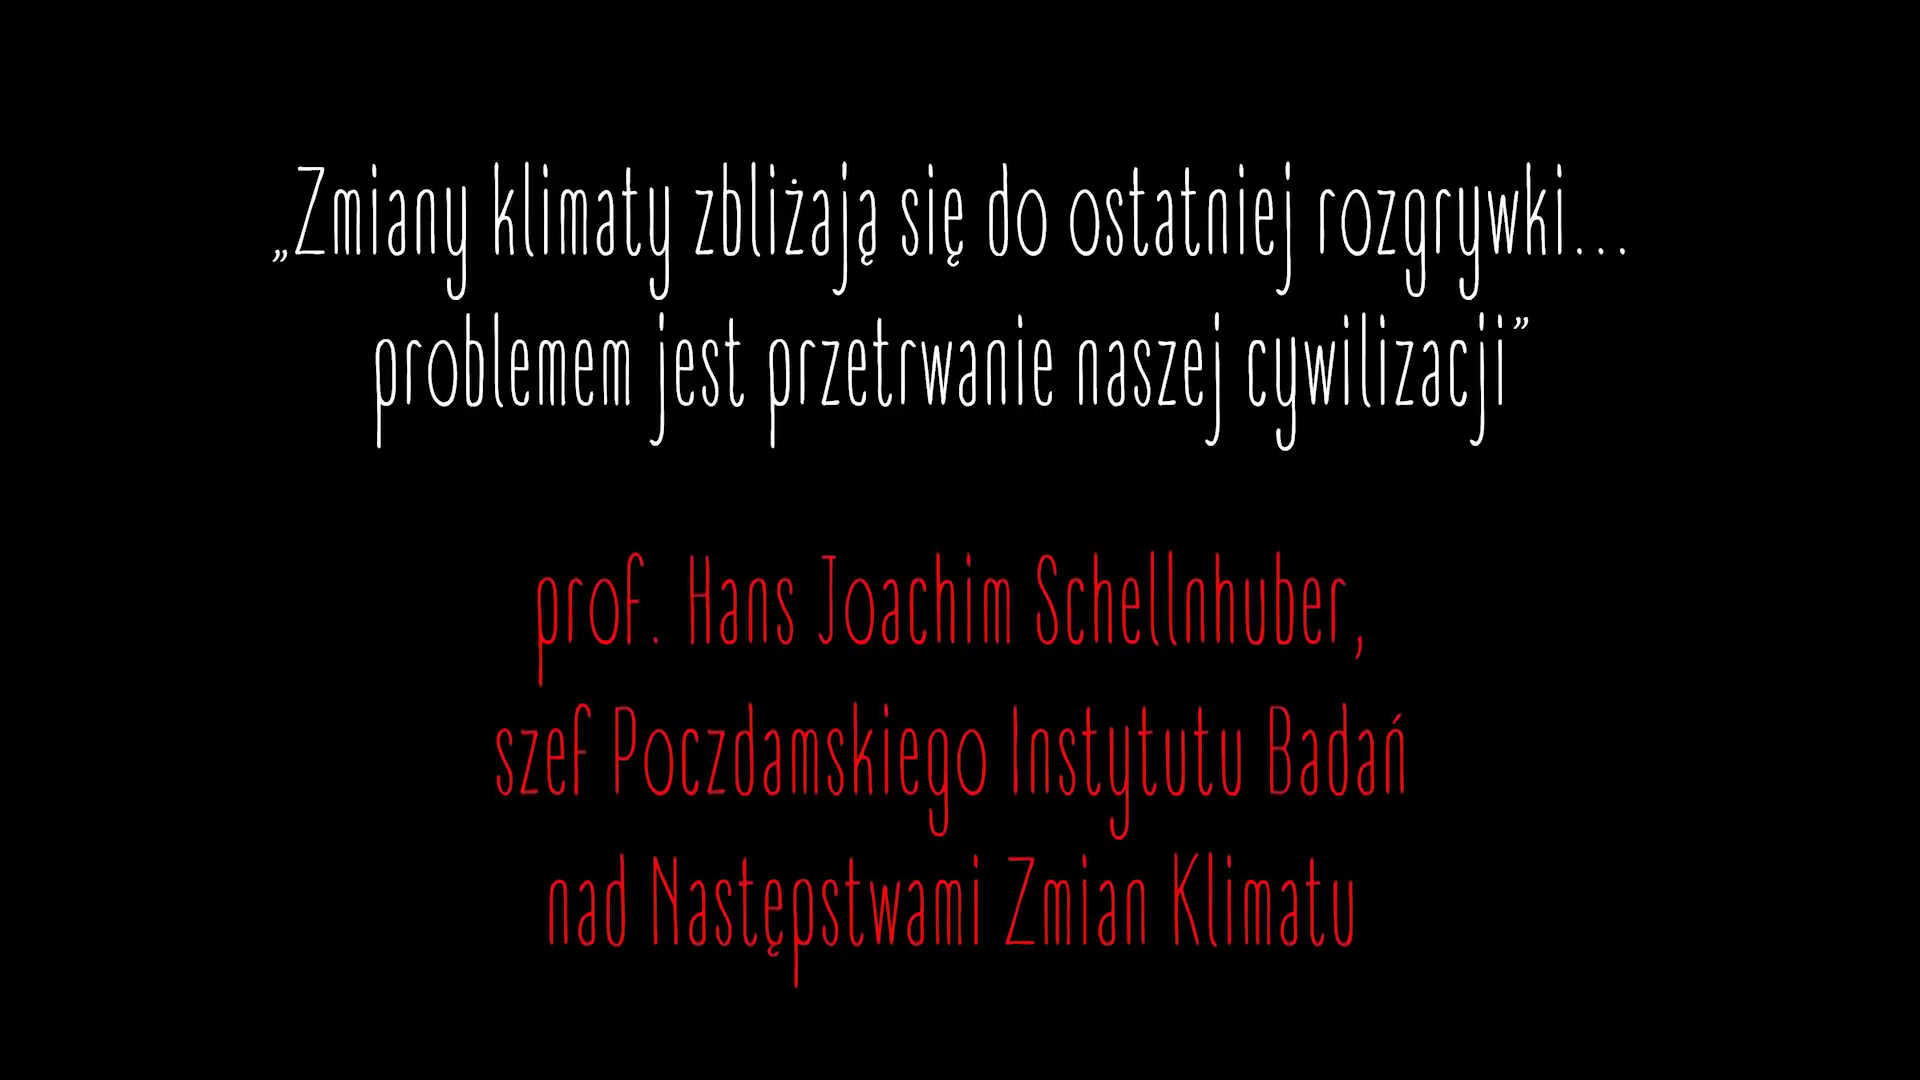 „Zmiany klimaty zbliżają się do ostatniej rozgrywki...
problemem jest przetrwanie naszej cywilizacji”
prof. Hans Joachim Schellnhuber,
szef Poczdamskiego Instytutu Badań
nad Następstwami Zmian Klimatu